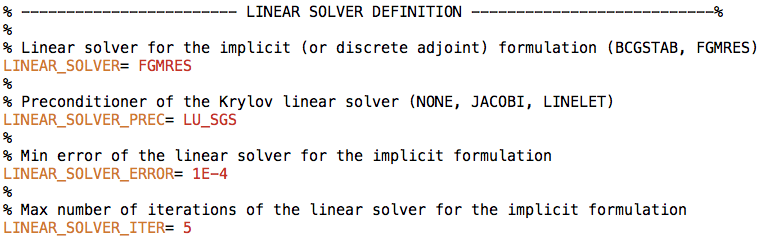 % ------------------------ LINEAR SOLVER DEFINITION ---------------------------%
%
% Linear solver for the implicit (or discrete adjoint) formulation (BCGSTAB, FGMRES)
LINEAR_SOLVER= FGMRES
%
% Preconditioner of the Krylov linear solver (NONE, JACOBI, LINELET)
LINEAR_SOLVER_PREC= LU_SGS
%
% Min error of the linear solver for the implicit formulation
LINEAR_SOLVER_ERROR= 1E-4
%
% Max number of iterations of the linear solver for the implicit formulation
LINEAR_SOLVER_ITER= 5